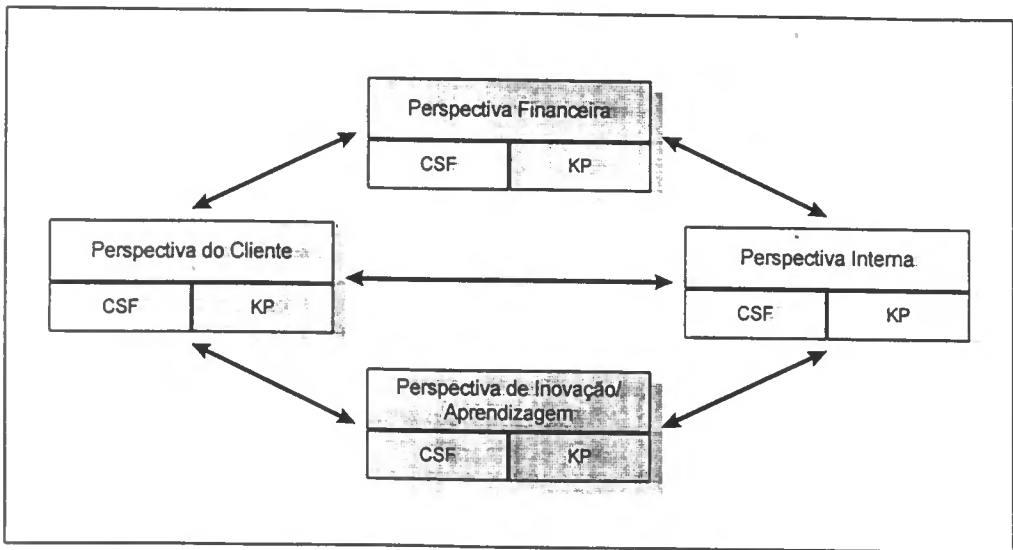 Perspectiva Financeira
CSF KP
Perspectiva do Cliente
CSF KP
Perspectiva Interna
CSF KP
Perspectiva de Inovação/
Aprendizagem
CSF KP